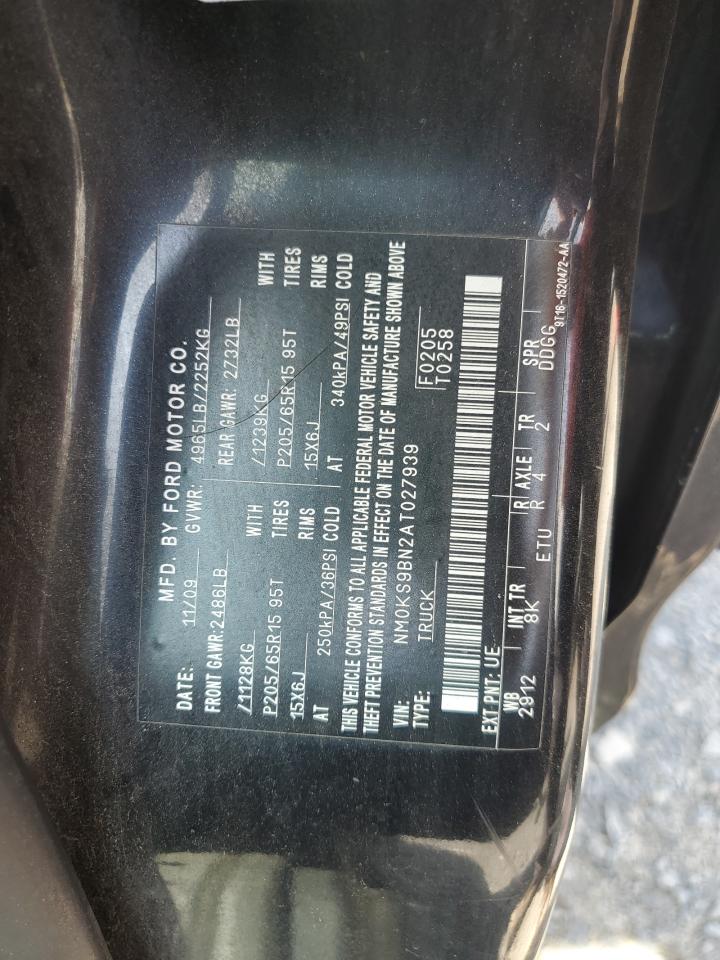 MFD. BY FORD MOTOR CO.
DATE: 11/09 GVWR: 4965LB/2252KG
FRONT GAWR:2486LB REAR GAWR: 2732LB
/1128KG WITH /1239KG WITH
P205/65R15 95T TIRES P205/65R15 95T TIRES
15X6J RIMS 15X6J RIMS
AT 250kPA/36PSI COLD AT 340kPA/49PSI COLD
THIS VEHICLE CONFORMS TO ALL APPLICABLE FEDERAL MOTOR VEHICLE SAFETY AND
THEFT PREVENTION STANDARDS IN EFFECT ON THE DATE OF MANUFACTURE SHOWN ABOVE
VIN: NM0KS9BN2AT027939 F0205
TYPE: TRUCK T0258
EXT PNT: UE
WB INT TR R AXLE TR SPR
2912 8K ETU R 4 2 DDGG
9T16-1520472-AA